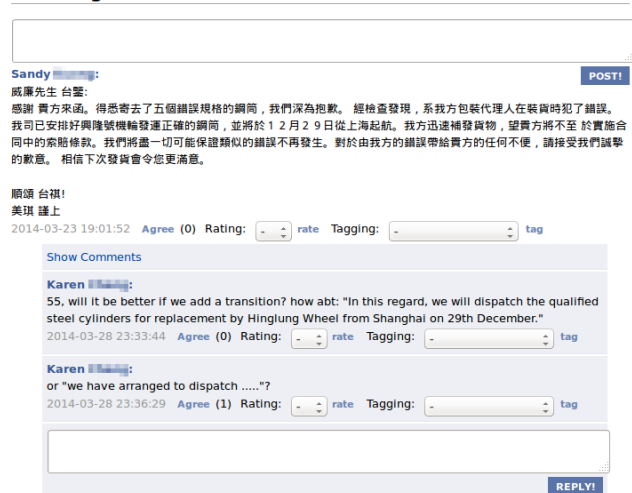 POST!
Sandy
威廉先生 台鑒:
感謝 貴方來函。得悉寄去了五個錯誤規格的鋼筒，我們深為抱歉。 經檢查發現，系我方包裝代理人在裝貨時犯了錯誤。
我司已安排好興隆號機輪發運正確的鋼筒，並將於１２月２９日從上海起航。我方迅速補發貨物，望貴方將不至 於實施合
同中的索賠條款。我們將盡一切可能保證類似的錯誤不再發生。對於由我方的錯誤帶給貴方的任何不便，請接受我們誠摯
的歉意。 相信下次發貨會令您更滿意。
順頌 台祺!
美琪 謹上
2014-03-23 19:01:52 Agree (0) Rating: - rate Tagging: - tag
Show Comments
Karen
55, will it be better if we add a transition? how abt: "In this regard, we will dispatch the qualified
steel cylinders for replacement by Hinglung Wheel from Shanghai on 29th December."
2014-03-28 23:33:44 Agree (0) Rating: - rate Tagging: - tag
Karen
or "we have arranged to dispatch ....."?
2014-03-28 23:36:29 Agree (1) Rating: - rate Tagging: - tag
REPLY!